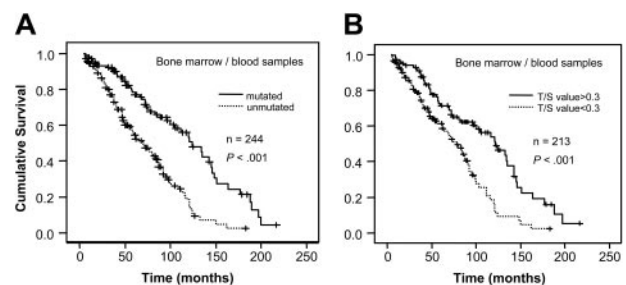 A
Bone marrow / blood samples
mutated
unmutated
n = 244
P < .001
Cumulative Survival
1.0
0.8
0.6
0.4
0.2
0.0
0 50 100 150 200 250
Time (months)
B
Bone marrow / blood samples
T/S value>0.3
T/S value<0.3
n = 213
P < .001
1.0
0.8
0.6
0.4
0.2
0.0
0 50 100 150 200 250
Time (months)